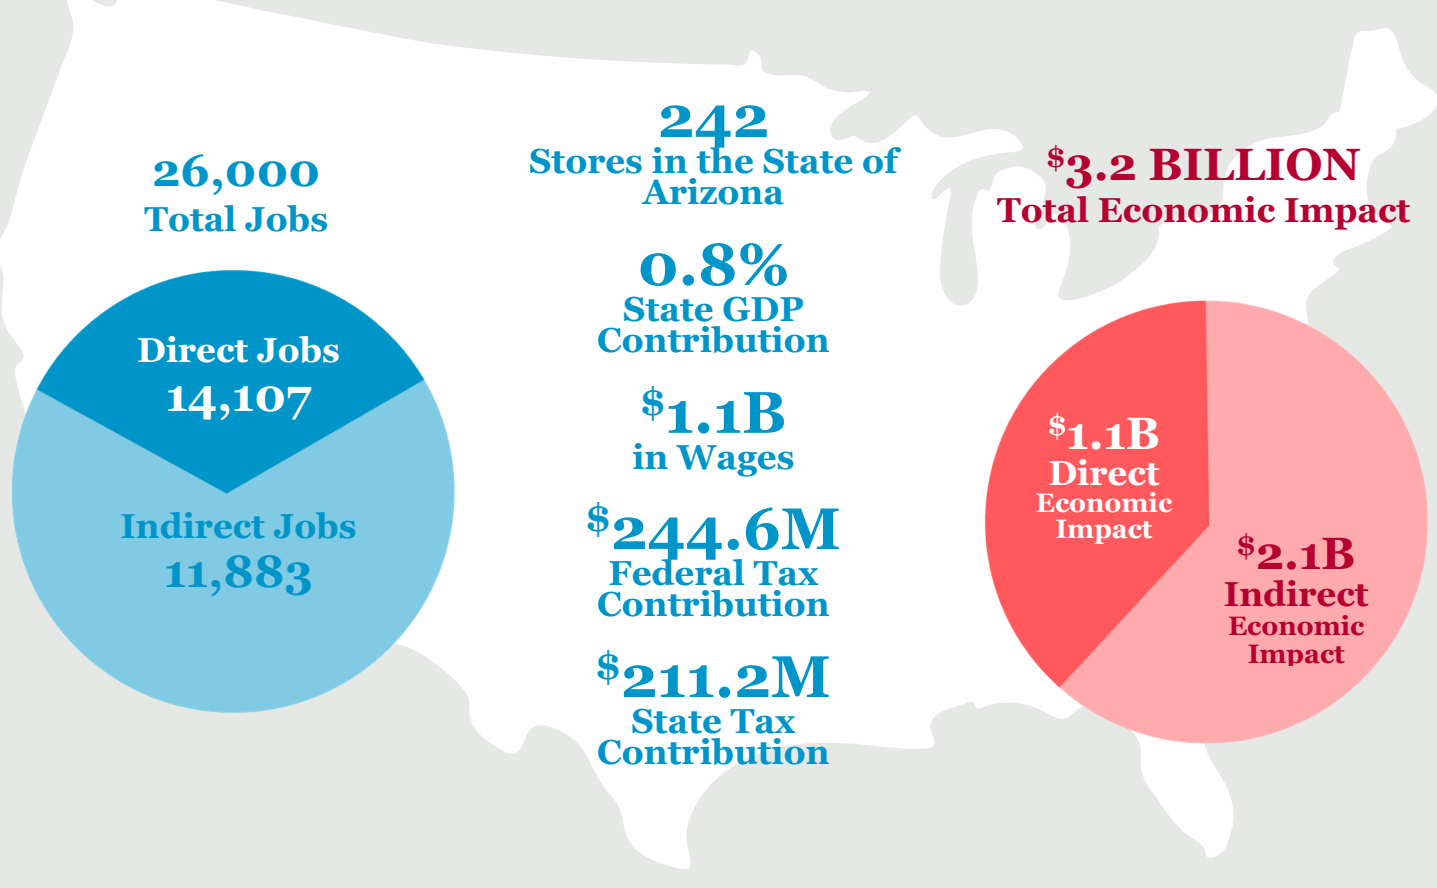 26,000
Total Jobs
Direct Jobs
14,107
Indirect Jobs
11,883
242
Stores in the State of
Arizona
0.8%
State GDP
Contribution
$1.1B
in Wages
$244.6M
Federal Tax
Contribution
$211.2M
State Tax
Contribution
$3.2 BILLION
Total Economic Impact
$1.1B
Direct
Economic
Impact
$2.1B
Indirect
Economic
Impact